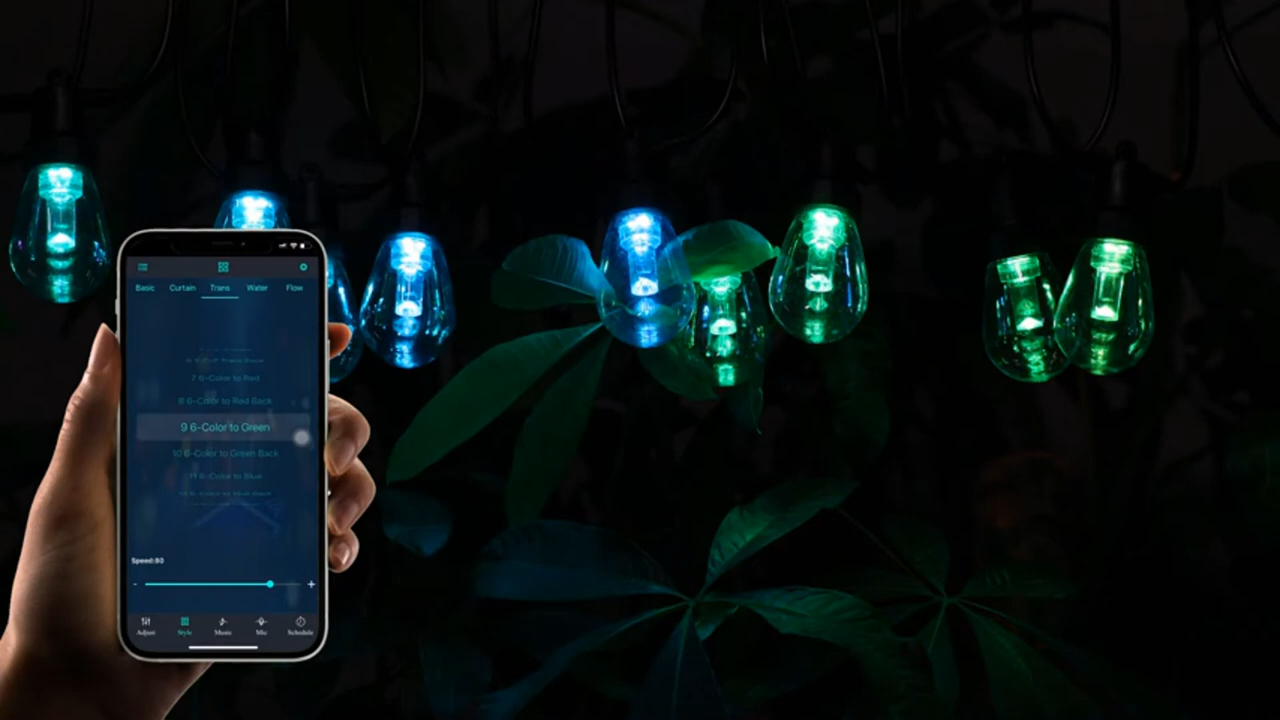 Basic Curtain Trans Water Flow
7 6-Color to Red
8 6-Color to Red Back
9 6-Color to Green
10 6-Color to Green Back
11 6-Color to Blue
Speed:80
- +
Adjust Style Music Mic Schedule